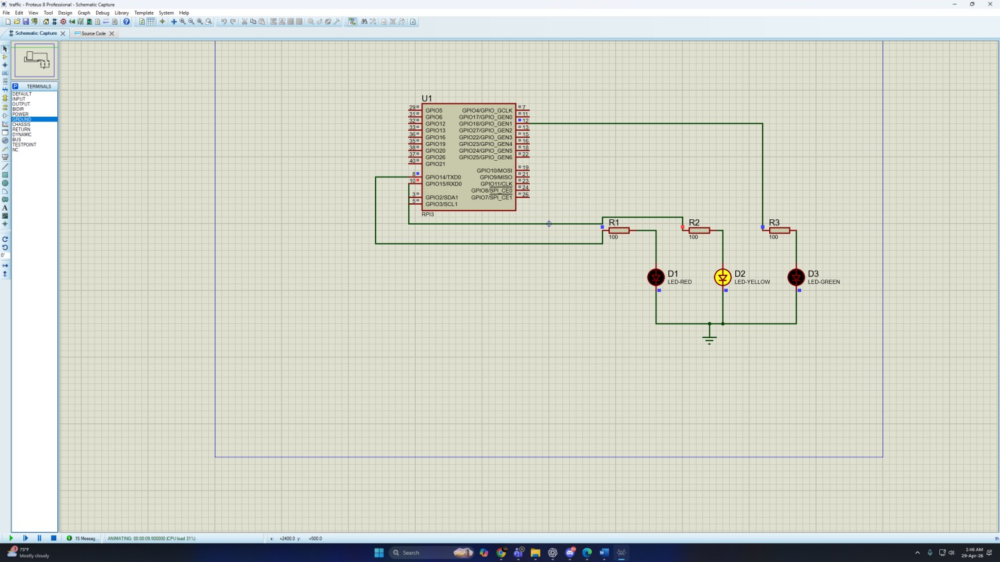 traffic - Proteus 8 Professional - Schematic Capture
File Edit View Tool Design Graph Debug Library Template System Help
Schematic Capture
Source Code
TERMINALS
DEFAULT
INPUT
OUTPUT
BIDIR
POWER
GROUND
CHASSIS
RETURN
DYNAMIC
BUS
TESTPOINT
NC
0°
U1
29 GPIO5 GPIO4/GPIO_GCLK 7
31 GPIO6 GPIO17/GPIO_GEN0 11
32 GPIO12 GPIO18/GPIO_GEN1 12
33 GPIO13 GPIO27/GPIO_GEN2 13
36 GPIO16 GPIO22/GPIO_GEN3 15
35 GPIO19 GPIO23/GPIO_GEN4 16
38 GPIO20 GPIO24/GPIO_GEN5 18
37 GPIO26 GPIO25/GPIO_GEN6 22
40 GPIO21
GPIO10/MOSI 19
8 GPIO14/TXD0 GPIO9/MISO 21
10 GPIO15/RXD0 GPIO11/CLK 23
GPIO8/SPI_CE0 24
3 GPIO2/SDA1 GPIO7/SPI_CE1 26
5 GPIO3/SCL1
RPI3
R1
100
R2
100
R3
100
D1
LED-RED
D2
LED-YELLOW
D3
LED-GREEN
15 Messag...
ANIMATING: 00:00:09.500000 (CPU load 31%)
x: +2400.0 y: +500.0
th
75°F
Mostly cloudy
Search
1:46 AM
29-Apr-26